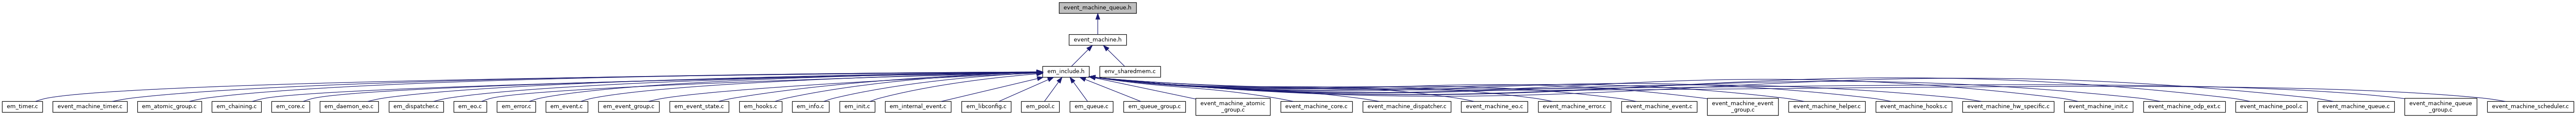 event_machine_queue.h
event_machine.h
em_include.h
env_sharedmem.c
em_timer.c
event_machine_timer.c
em_atomic_group.c
em_chaining.c
em_core.c
em_daemon_eo.c
em_dispatcher.c
em_eo.c
em_error.c
em_event.c
em_event_group.c
em_event_state.c
em_hooks.c
em_info.c
em_init.c
em_internal_event.c
em_libconfig.c
em_pool.c
em_queue.c
em_queue_group.c
event_machine_atomic
_group.c
event_machine_core.c
event_machine_dispatcher.c
event_machine_eo.c
event_machine_error.c
event_machine_event.c
event_machine_event
_group.c
event_machine_helper.c
event_machine_hooks.c
event_machine_hw_specific.c
event_machine_init.c
event_machine_odp_ext.c
event_machine_pool.c
event_machine_queue.c
event_machine_queue
_group.c
event_machine_scheduler.c